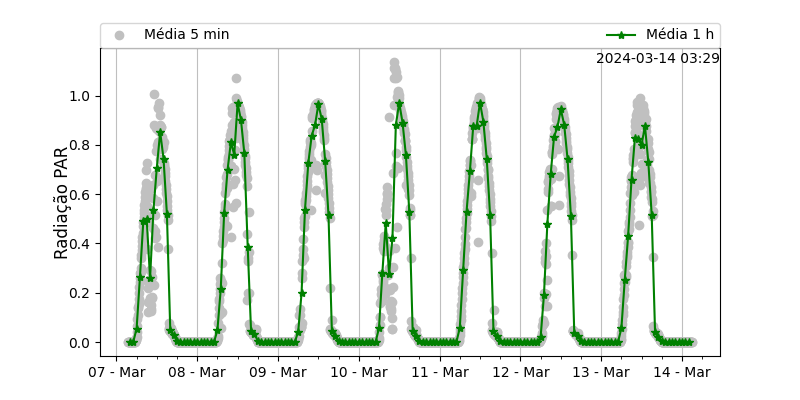 Média 5 min
Média 1 h
2024-03-14 03:29
Radiação PAR
1.0
0.8
0.6
0.4
0.2
0.0
07 - Mar
08 - Mar
09 - Mar
10 - Mar
11 - Mar
12 - Mar
13 - Mar
14 - Mar